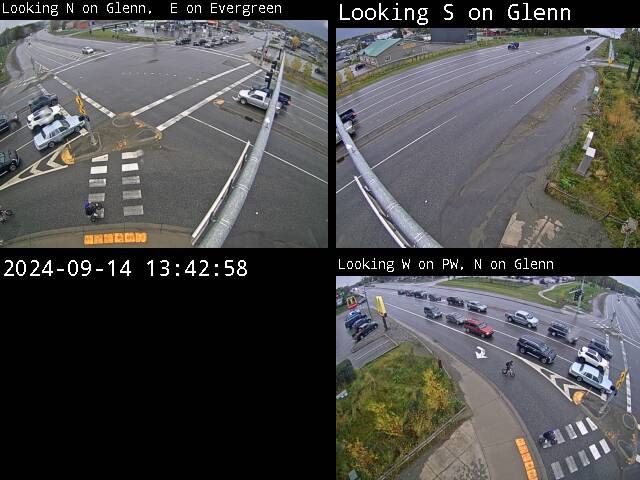 Looking N on Glenn,  E on Evergreen
Looking S on Glenn
2024-09-14 13:42:58
Looking W on PW, N on Glenn